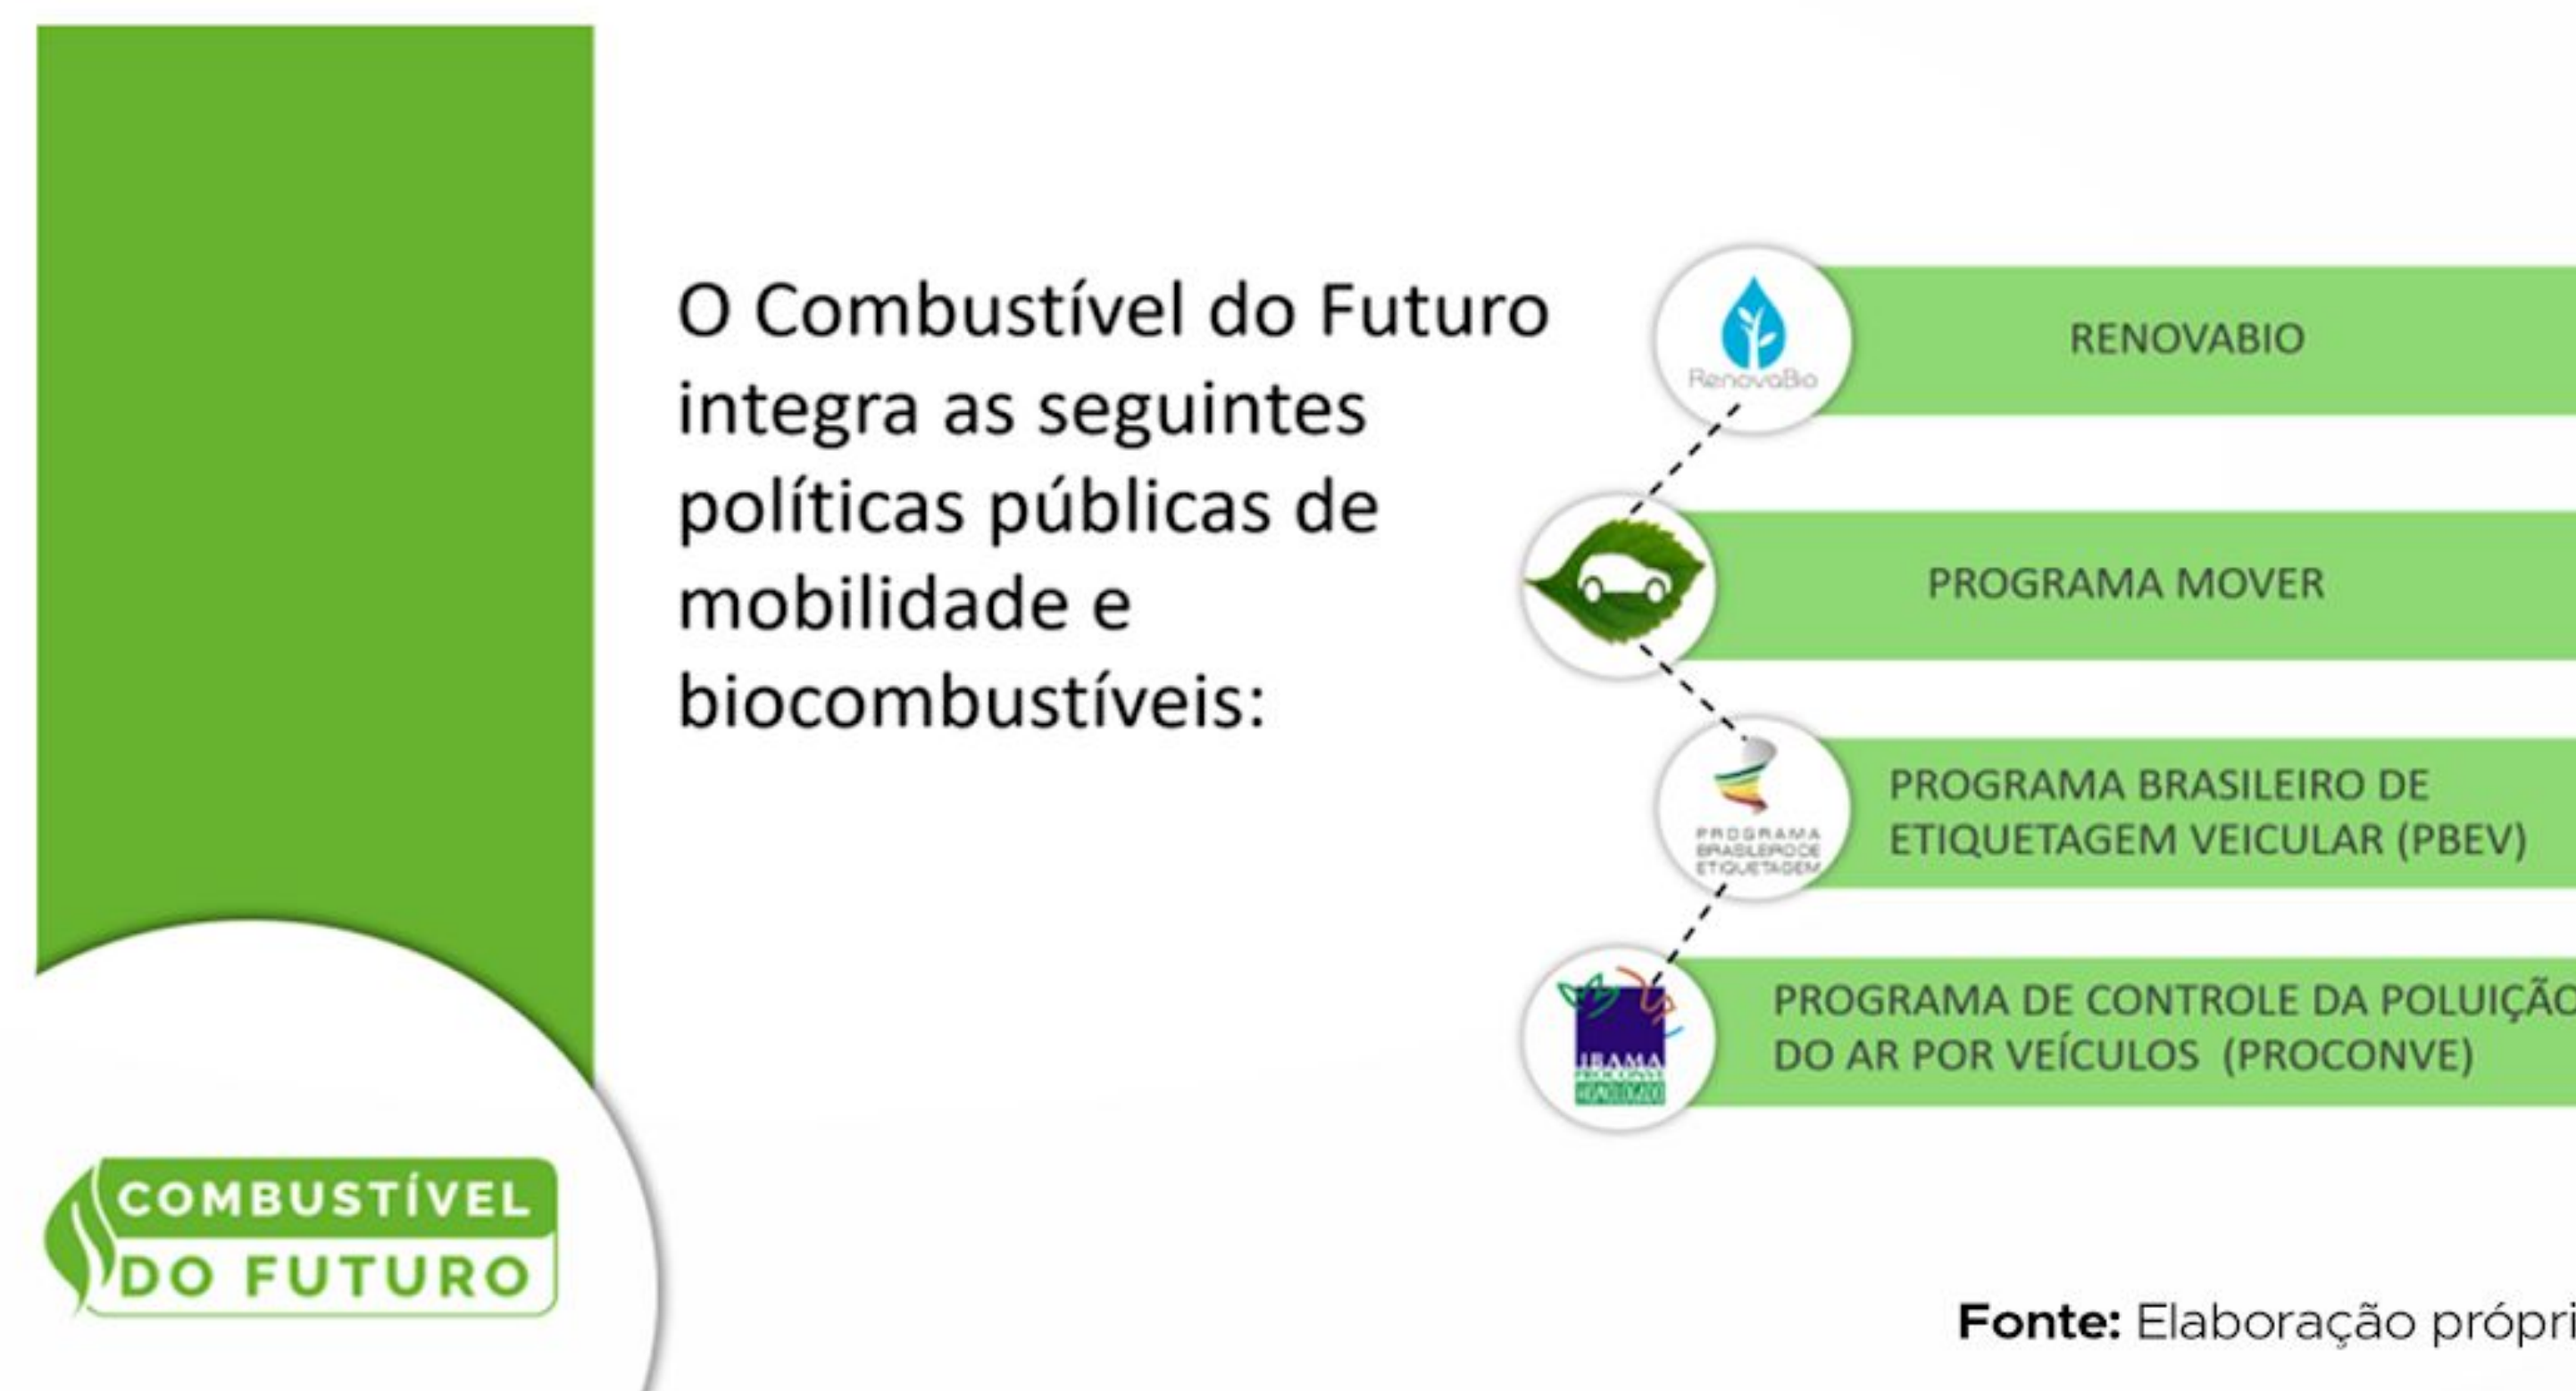 O Combustível do Futuro
integra as seguintes
políticas públicas de
mobilidade e
biocombustíveis:
RenovaBio
RENOVABIO
PROGRAMA MOVER
PROGRAMA
BRASILEIRO DE
ETIQUETAGEM
PROGRAMA BRASILEIRO DE
ETIQUETAGEM VEICULAR (PBEV)
IBAMA
PROCONVE
HOMOLOGADO
PROGRAMA DE CONTROLE DA POLUIÇÃO
DO AR POR VEÍCULOS (PROCONVE)
COMBUSTÍVEL
DO FUTURO
Fonte: Elaboração própri